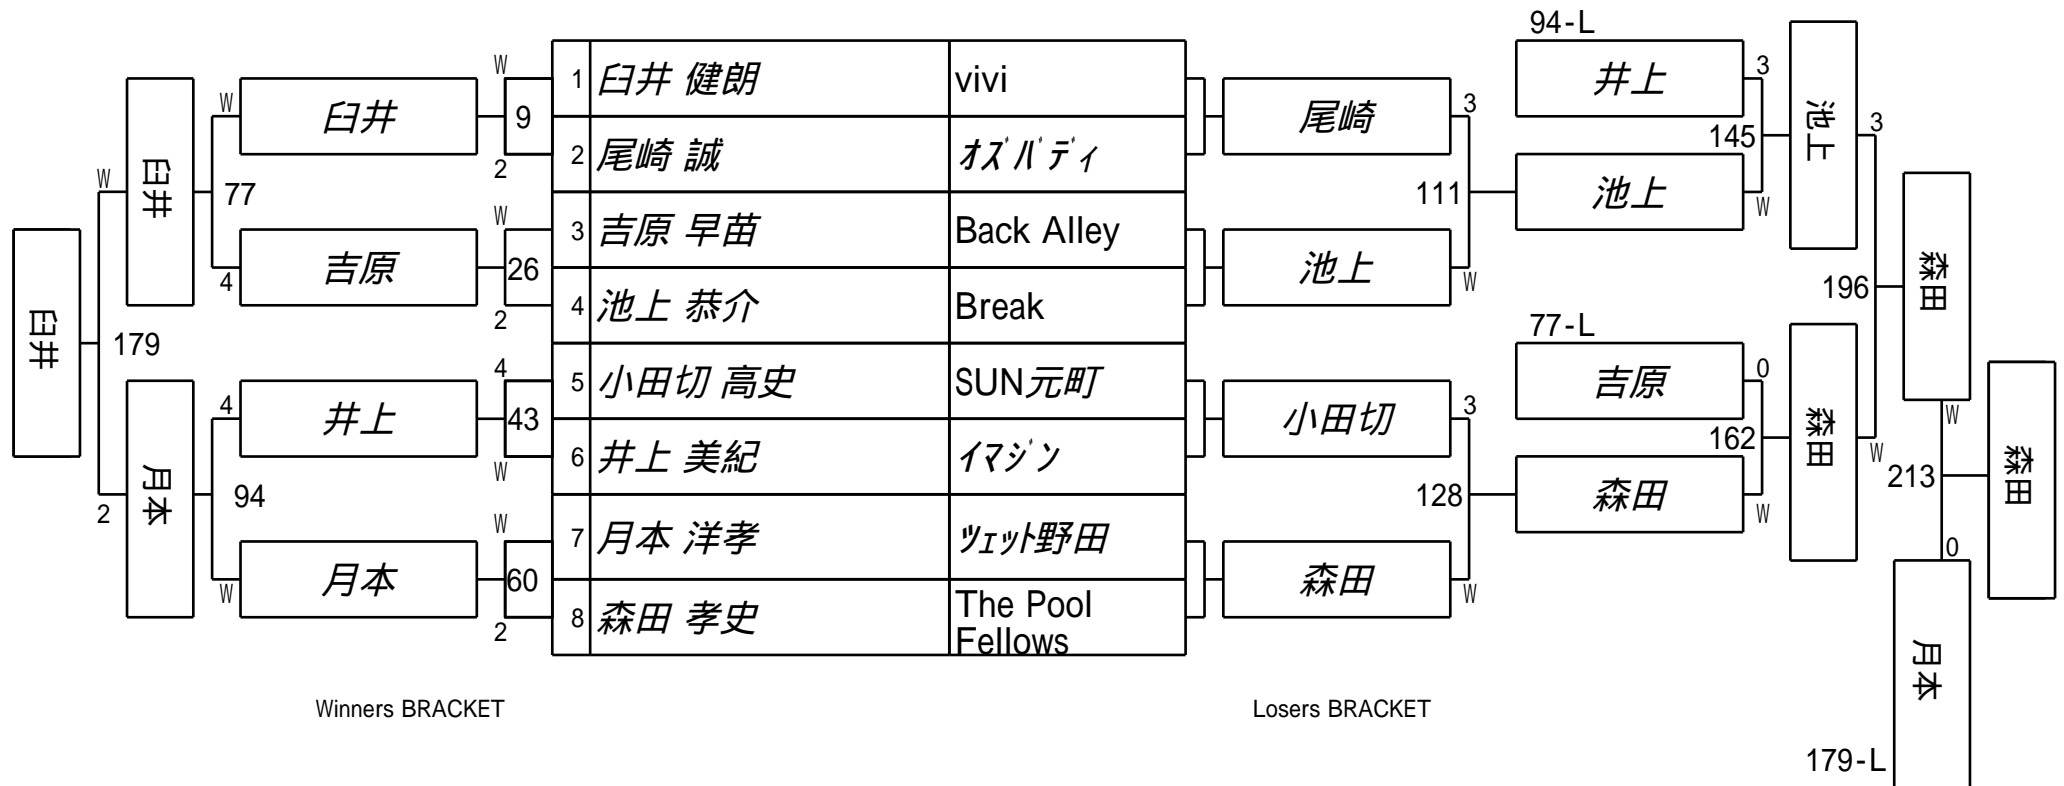 94-L
W
1 臼井 健朗 vivi
3
井上
W
臼井
9
尾崎
3
池上
3
2 尾崎 誠 オズバディ
145
臼井
2
W
77
111
池上
W
森田
W
3 吉原 早苗 Back Alley
吉原
26
池上
196
4
2
4 池上 恭介 Break
W
77-L
臼井
179
4
5 小田切 高史 SUN元町
吉原
0
W
4
井上
43
小田切
3
162
森田
森田
W
6 井上 美紀 イマジン
W
213
月本
94
128
森田
W
2
W
7 月本 洋孝 ツェット野田
0
月本
60
森田
W
2
8 森田 孝史 The Pool
Fellows
W
月本
Winners BRACKET
Losers BRACKET
179-L